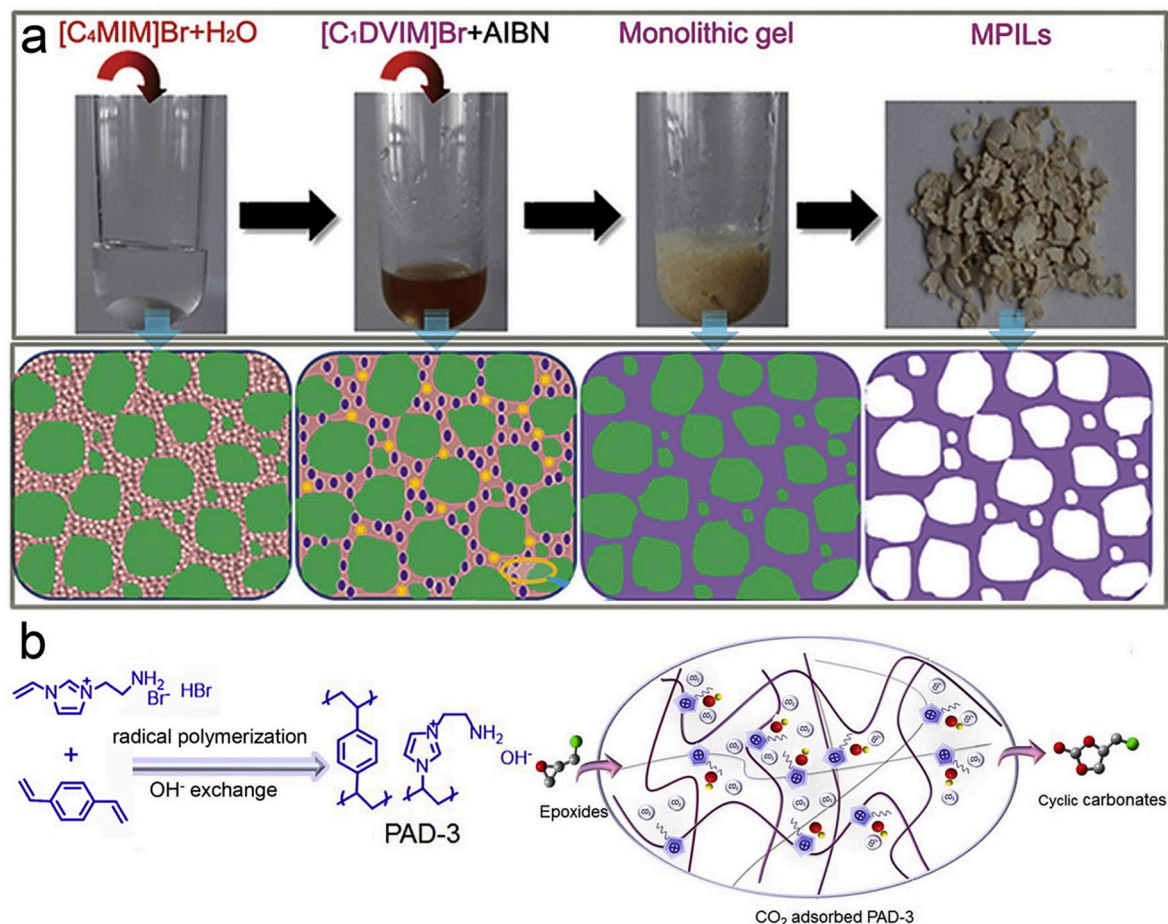 a
[C₄MIM]Br+H₂O
[C₁DVIM]Br+AIBN
Monolithic gel
MPILs
b
NH₂
N
+
N
Br⁻ HBr
+
radical polymerization
OH⁻ exchange
N
+
N
NH₂
OH⁻
PAD-3
Epoxides
Cyclic carbonates
CO₂ adsorbed PAD-3